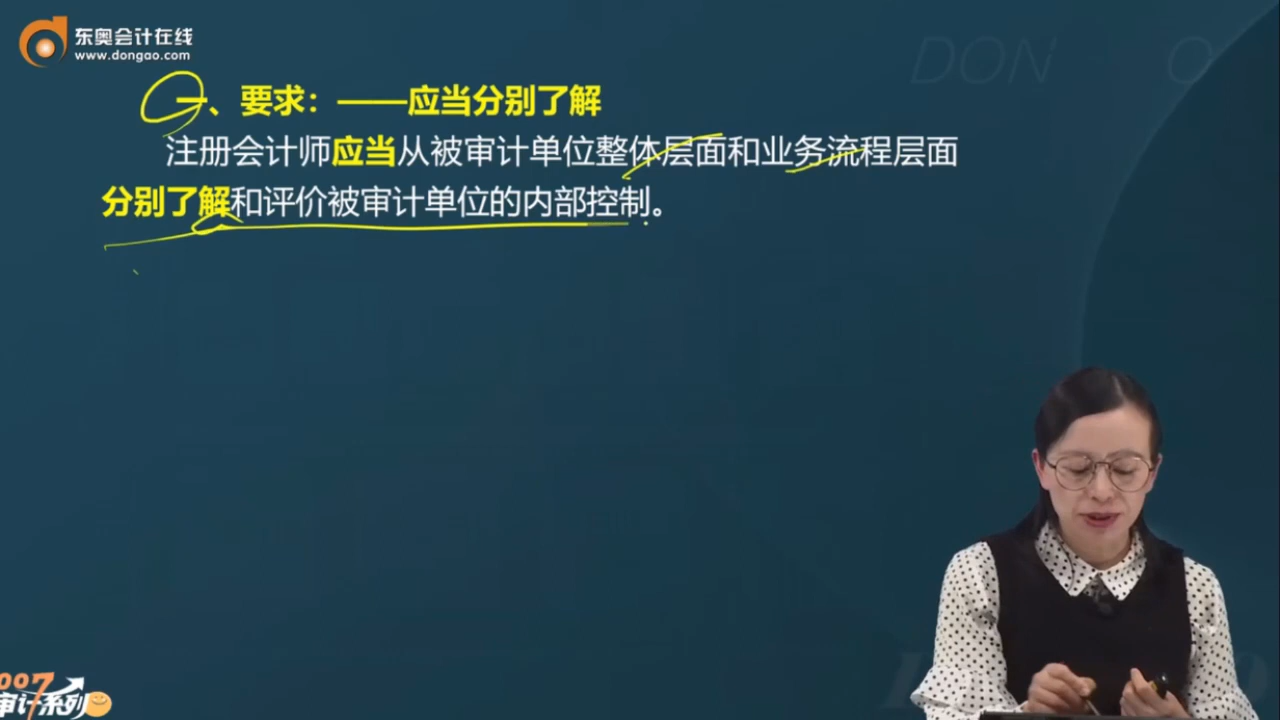 东奥会计在线
www.dongao.com
DON
O
一、要求：——应当分别了解
注册会计师应当从被审计单位整体层面和业务流程层面
分别了解和评价被审计单位的内部控制。
007
审计系列